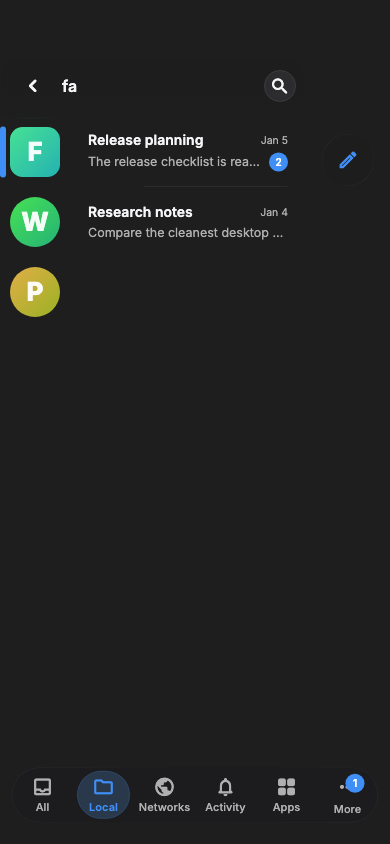 fa
F
Release planning
Jan 5
The release checklist is rea...
2
W
Research notes
Jan 4
Compare the cleanest desktop ...
P
All
Local
Networks
Activity
Apps
1
More